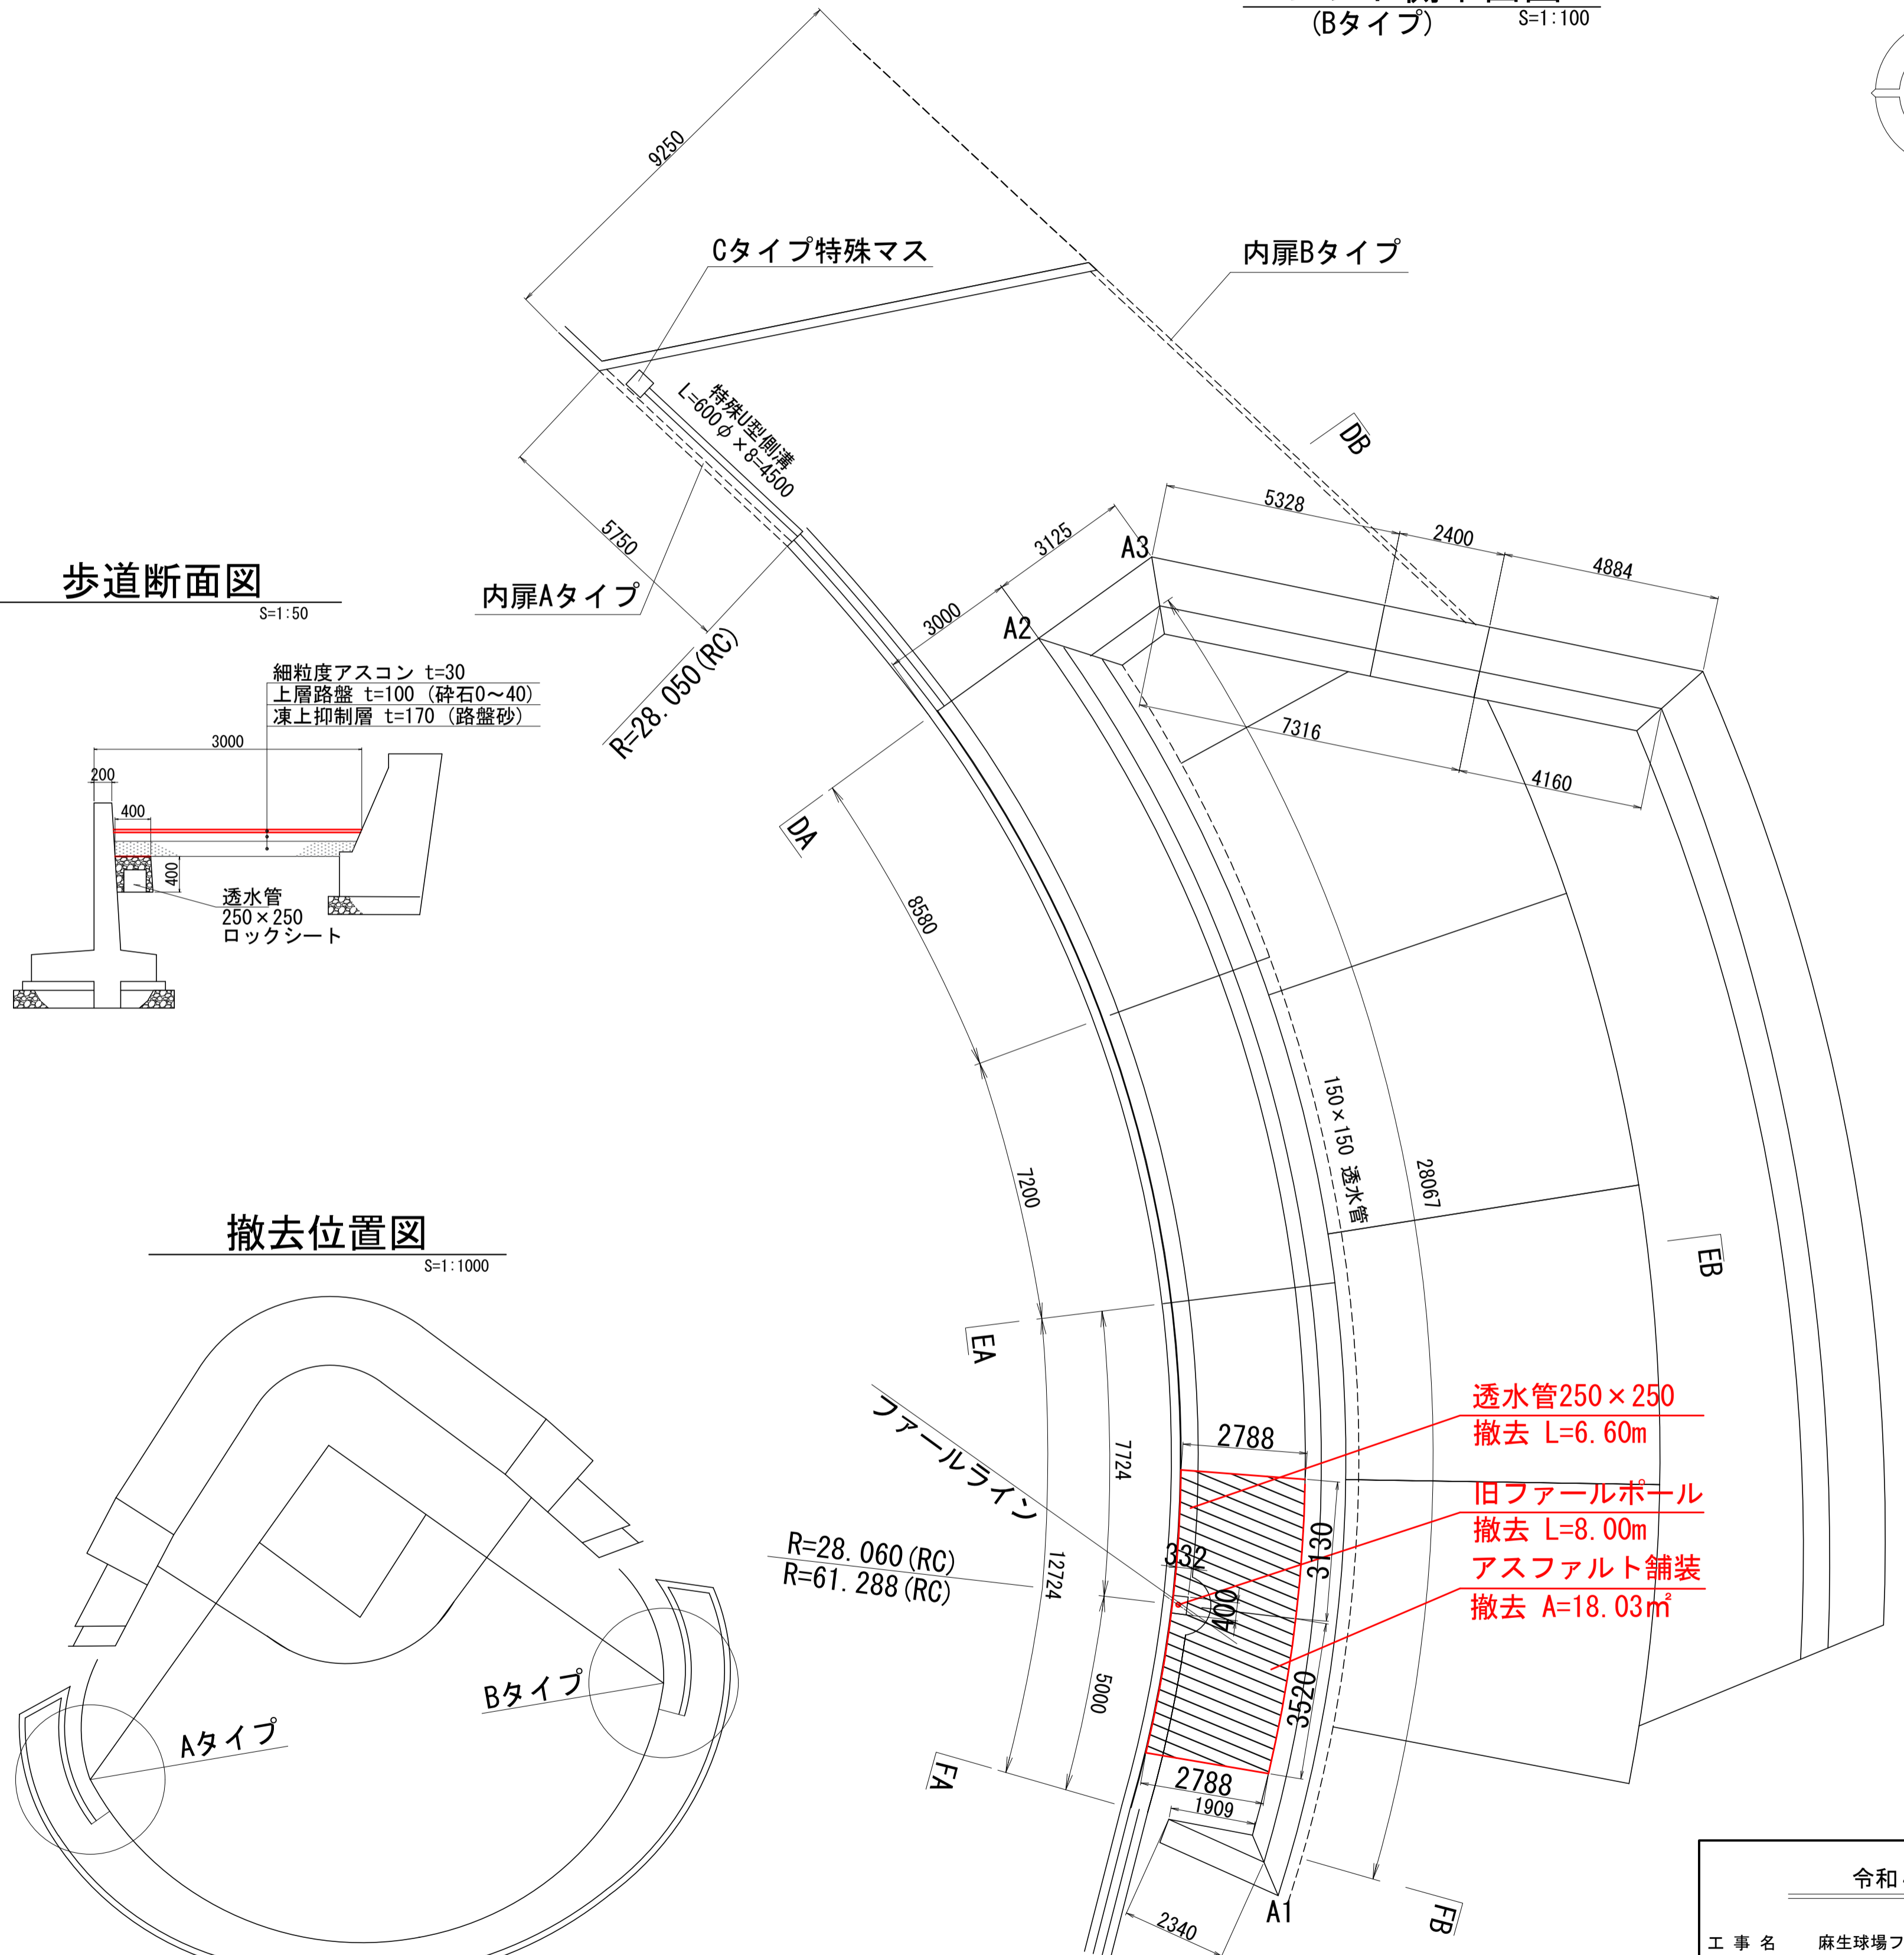 (Bタイプ)
S=1:100
9250
Cタイプ特殊マス
内扉Bタイプ
特殊U型側溝
L=600φ×8=4500
DB
5750
内扉Aタイプ
R=28.050(RC)
3000
3125
A2
A3
5328
2400
4884
7316
4160
歩道断面図
S=1:50
細粒度アスコン t=30
上層路盤 t=100 (砕石0～40)
凍上抑制層 t=170 (路盤砂)
3000
200
400
400
透水管
250×250
ロックシート
DA
8580
7200
150×150 透水管
28067
EA
EB
撤去位置図
S=1:1000
Aタイプ
Bタイプ
ファールライン
7724
12724
5000
R=28.060(RC)
R=61.288(RC)
2788
332
400
3130
3520
2788
1909
2340
透水管250×250
撤去 L=6.60m
旧ファールポール
撤去 L=8.00m
アスファルト舗装
撤去 A=18.03㎡
FA
A1
FB
令和
工事名 麻生球場フ